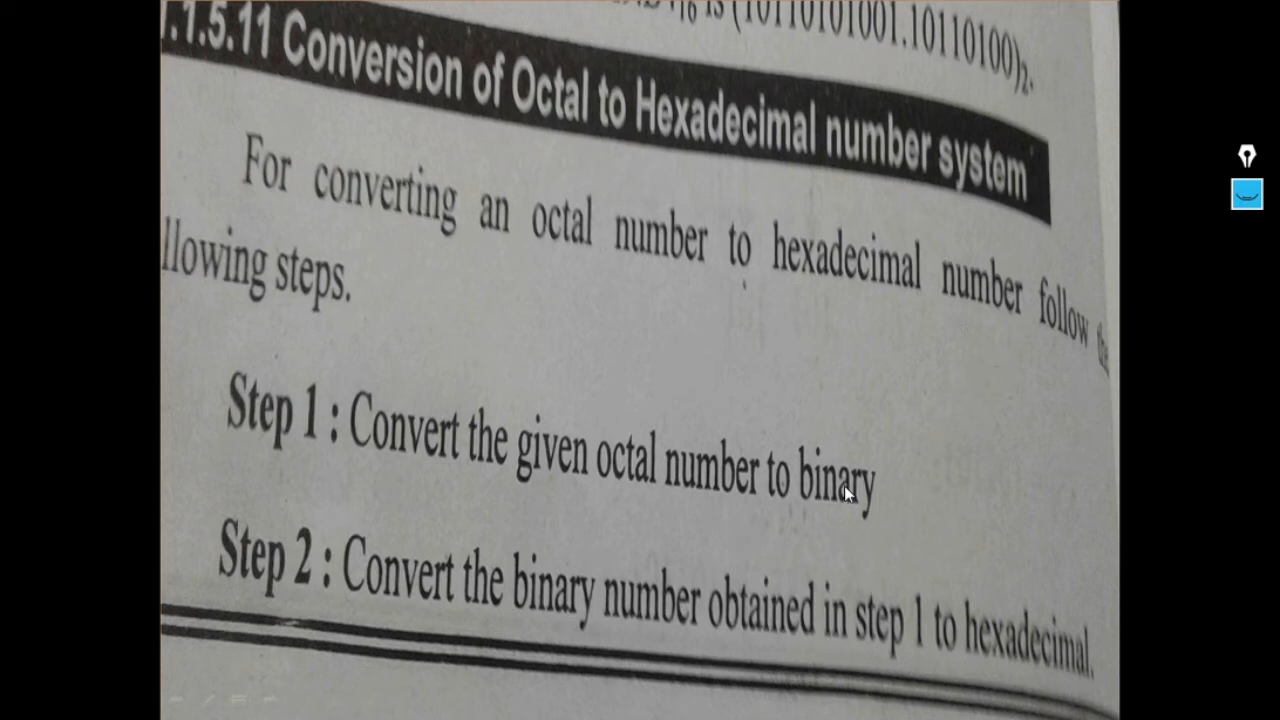 is (10110101001.10110100)₂.
.1.5.11 Conversion of Octal to Hexadecimal number system
For converting an octal number to hexadecimal number follow the
llowing steps.
Step 1 : Convert the given octal number to binary
Step 2 : Convert the binary number obtained in step 1 to hexadecimal.